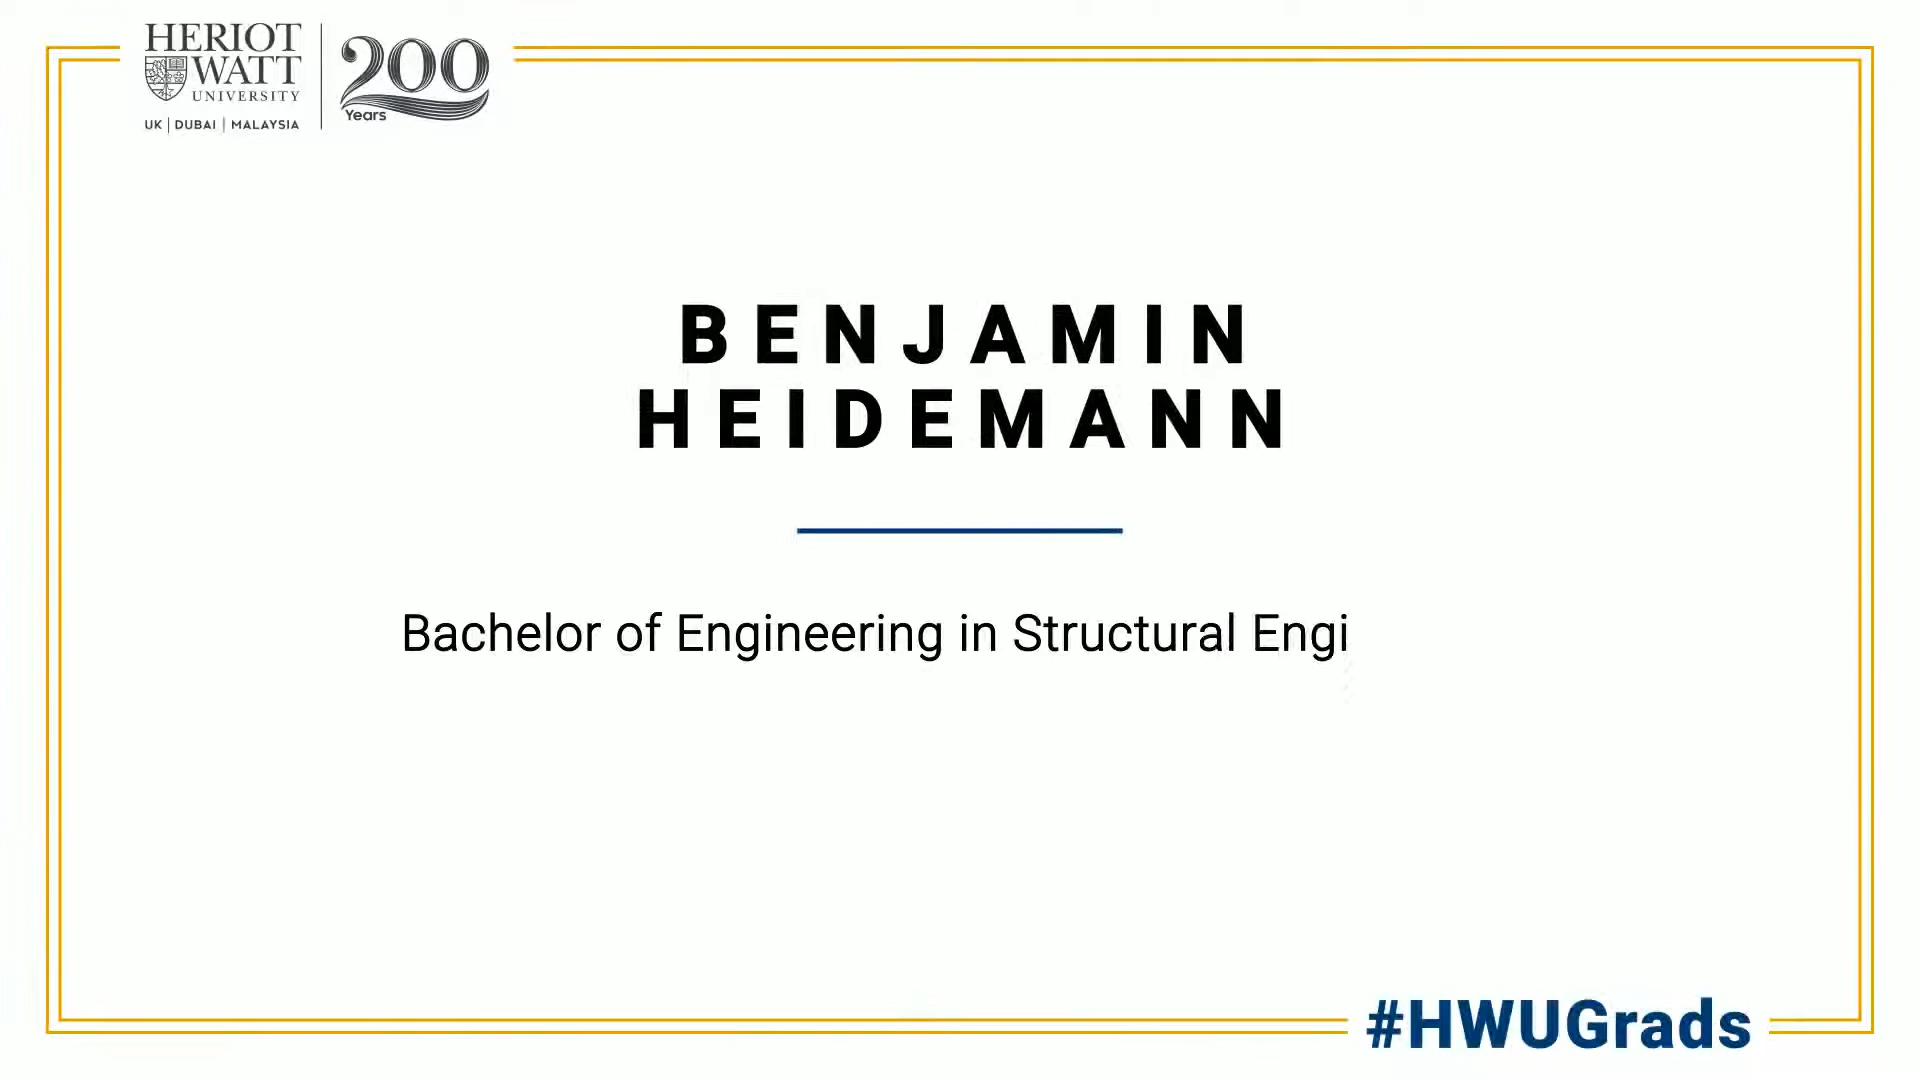 HERIOT
WATT
UNIVERSITY
UK | DUBAI | MALAYSIA
200
Years
BENJAMIN
HEIDEMANN
Bachelor of Engineering in Structural Engi
#HWUGrads